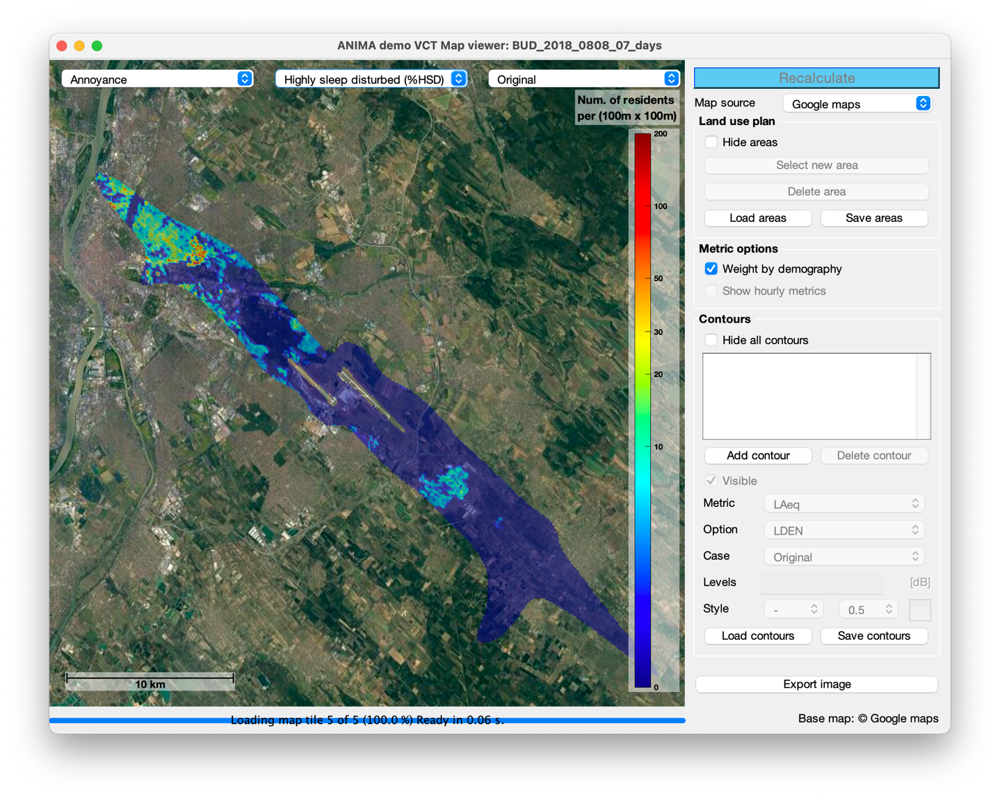 ANIMA demo VCT Map viewer: BUD_2018_0808_07_days
Annoyance
Highly sleep disturbed (%HSD)
Original
Num. of residents
per (100m x 100m)
200
100
50
30
20
10
0
10 km
Loading map tile 5 of 5 (100.0 %) Ready in 0.06 s.
Recalculate
Map source
Google maps
Land use plan
Hide areas
Select new area
Delete area
Load areas
Save areas
Metric options
Weight by demography
Show hourly metrics
Contours
Hide all contours
Add contour
Delete contour
Visible
Metric
LAeq
Option
LDEN
Case
Original
Levels
[dB]
Style
-
0.5
Load contours
Save contours
Export image
Base map: © Google maps